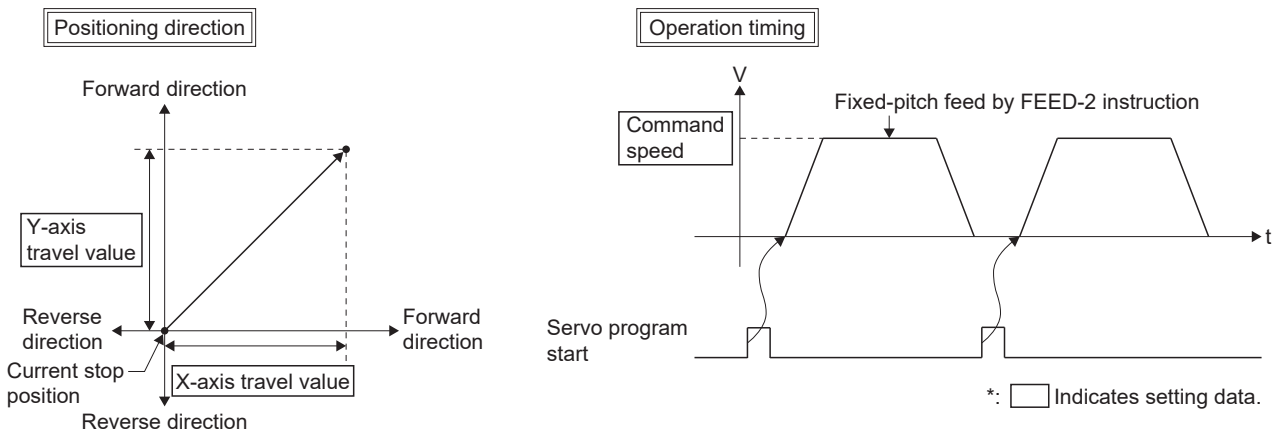 Positioning direction
Forward direction
Y-axis
travel value
Reverse
direction
Forward
direction
Current stop
position
X-axis travel value
Reverse direction
Operation timing
V
Fixed-pitch feed by FEED-2 instruction
Command
speed
t
Servo program
start
*: Indicates setting data.